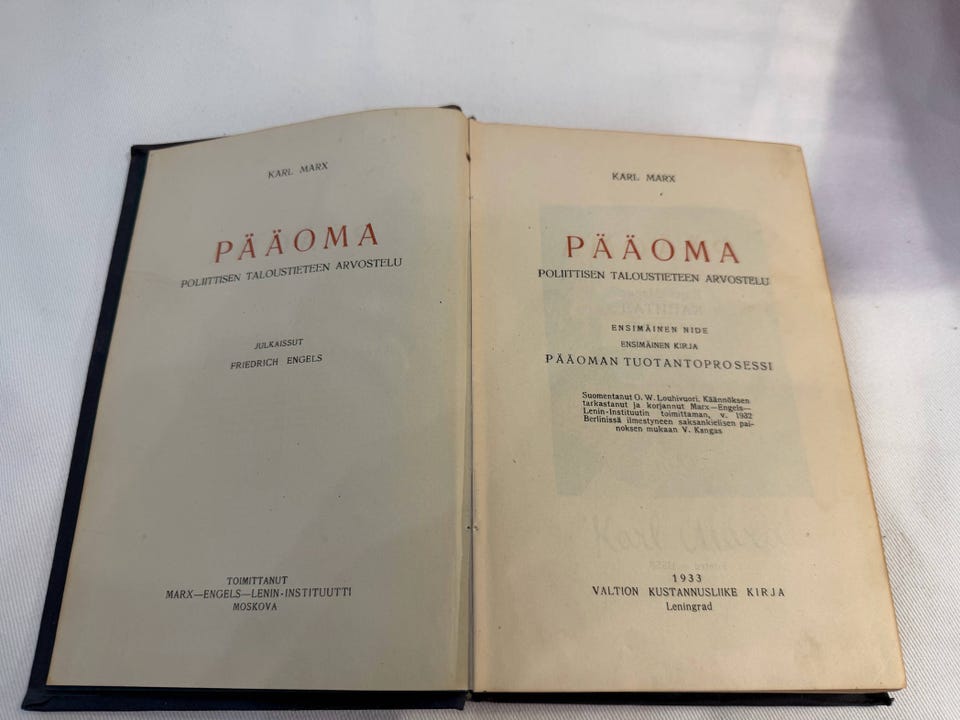 KARL MARX
PÄÄOMA
POLIITTISEN TALOUSTIETEEN ARVOSTELU
JULKAISSUT
FRIEDRICH ENGELS
TOIMITTANUT
MARX—ENGELS—LENIN-INSTITUUTTI
MOSKOVA
KARL MARX
PÄÄOMA
POLIITTISEN TALOUSTIETEEN ARVOSTELU
ENSIMÄINEN NIDE
ENSIMÄINEN KIRJA
PÄÄOMAN TUOTANTOPROSESSI
Suomentanut O. W. Louhivuori. Käännöksen
tarkastanut ja korjannut Marx—Engels—
Lenin-Instituutin toimittaman, v. 1932
Berlinissä ilmestyneen saksankielisen pai-
noksen mukaan V. Kangas
1933
VALTION KUSTANNUSLIIKE KIRJA
Leningrad